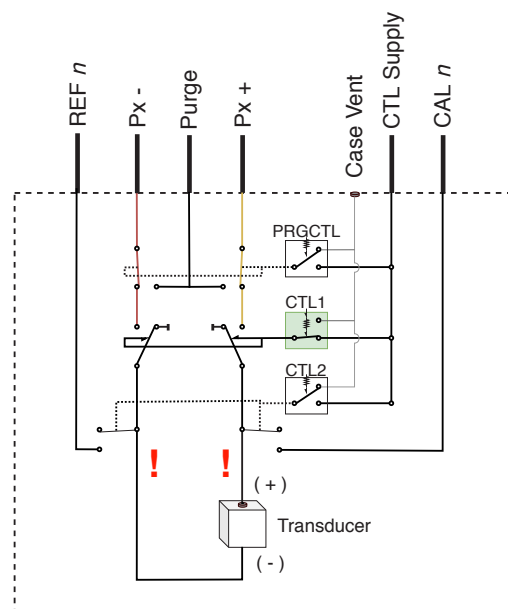 REF n
Px -
Purge
Px +
Case Vent
CTL Supply
CAL n
PRGCTL
CTL1
CTL2
! !
(+)
Transducer
(-)